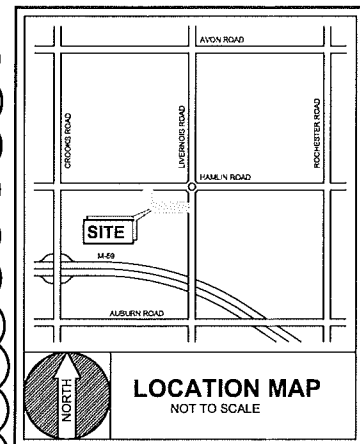 AVON ROAD
CROOKS ROAD
LIVERNOIS ROAD
ROCHESTER ROAD
HAMLIN ROAD
SITE
M-59
AUBURN ROAD
NORTH
LOCATION MAP
NOT TO SCALE